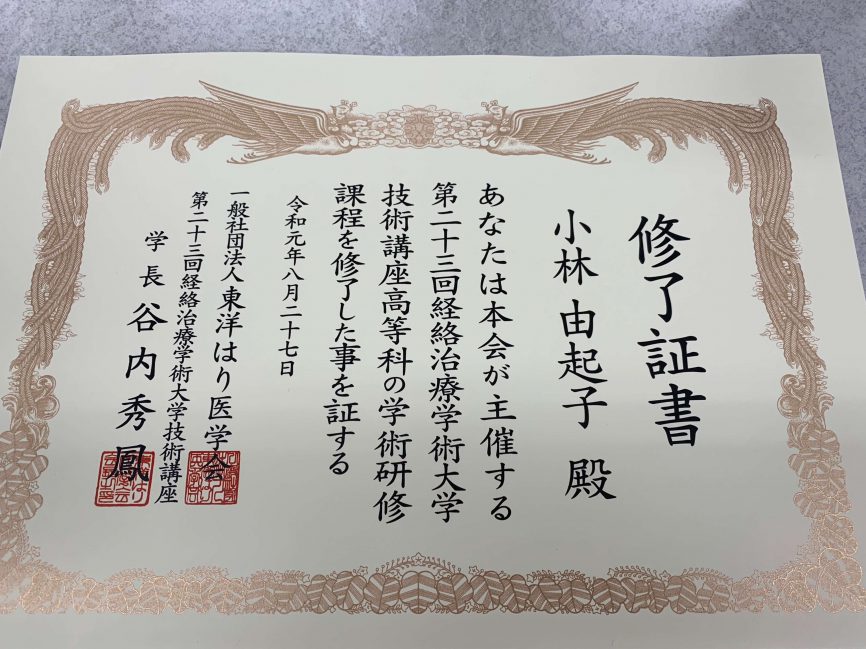 修了証書
小林由起子 殿
あなたは本会が主催する
第二十三回経絡治療学術大学
技術講座高等科の学術研修
課程を修了した事を証する
令和元年八月二十七日
一般社団法人東洋はり医学会
第二十三回経絡治療学術大学技術講座
学長 谷内秀鳳